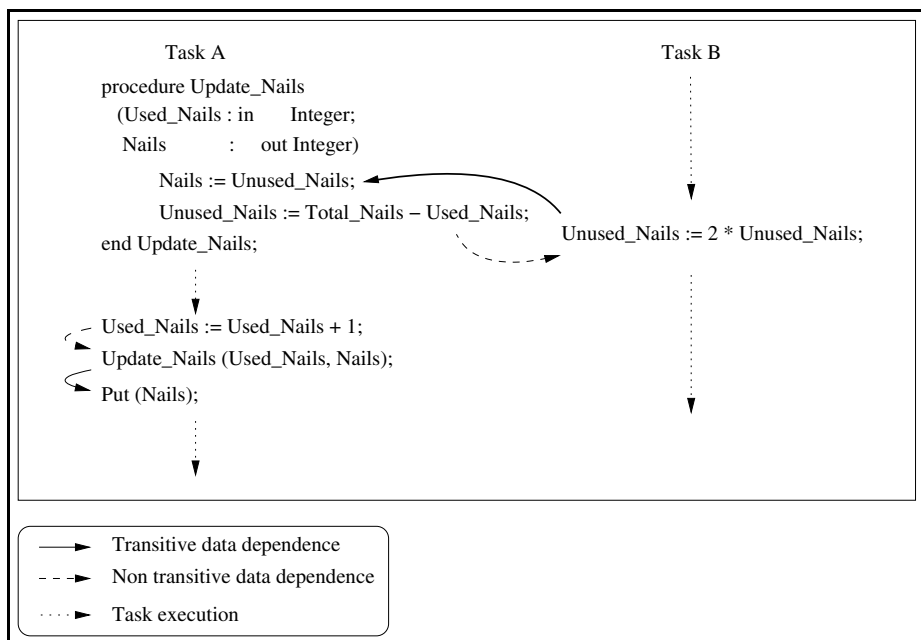 Task A
Task B
procedure Update_Nails
(Used_Nails : in Integer;
Nails : out Integer)
Nails := Unused_Nails;
Unused_Nails := Total_Nails − Used_Nails;
Unused_Nails := 2 * Unused_Nails;
end Update_Nails;
Used_Nails := Used_Nails + 1;
Update_Nails (Used_Nails, Nails);
Put (Nails);
Transitive data dependence
Non transitive data dependence
Task execution